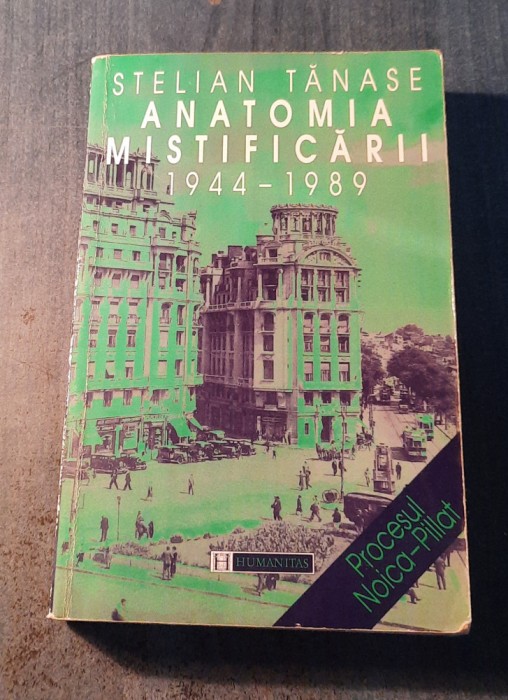 STELIAN TĂNASE
ANATOMIA
MISTIFICĂRII
1944 – 1989
Procesul
Noica–Pillat
H HUMANITAS